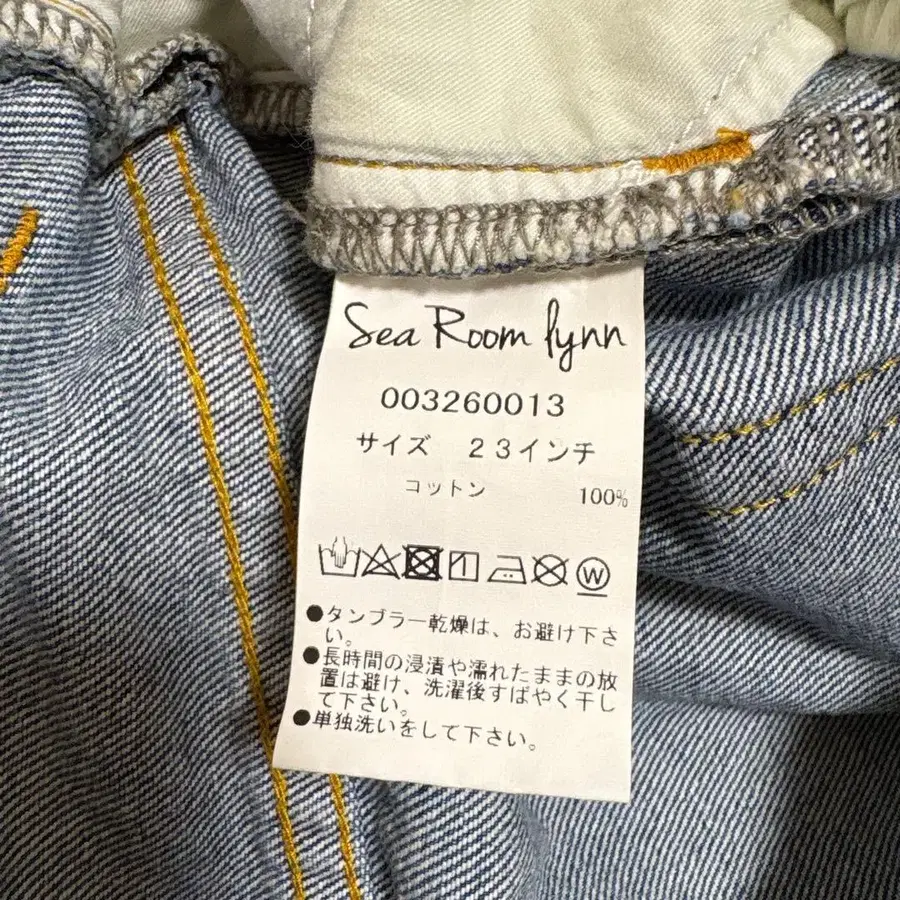 Sea Room lynn
003260013
サイズ 23インチ
コットン 100%
W
●タンブラー乾燥は、お避け下さ
い。
●長時間の浸漬や濡れたままの放
置は避け、洗濯後すばやく干し
て下さい。
●単独洗いをして下さい。